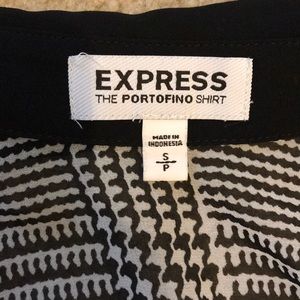 EXPRESS
THE PORTOFINO SHIRT
MADE IN
INDONESIA
S
P